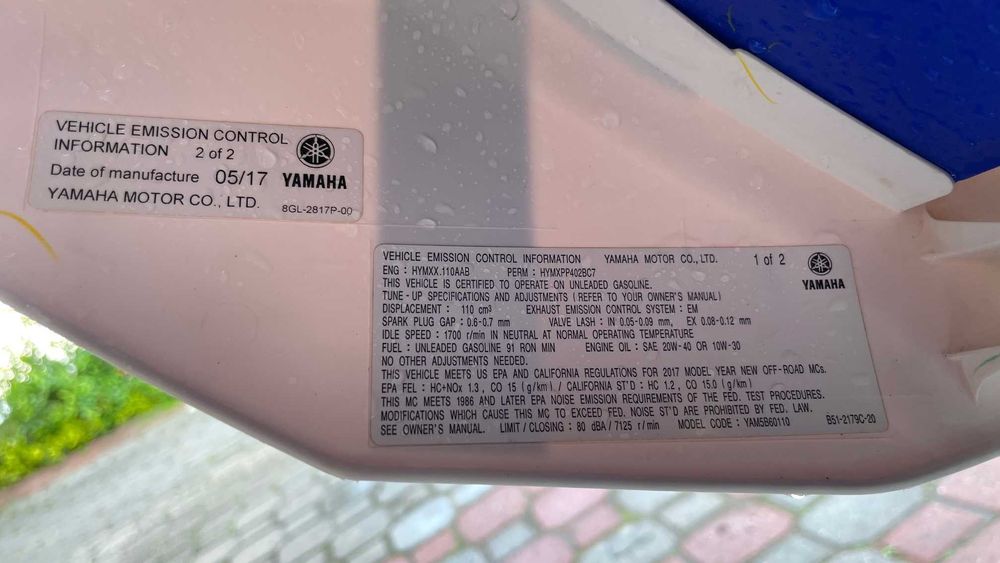 VEHICLE EMISSION CONTROL
INFORMATION 2 of 2
Date of manufacture 05/17 YAMAHA
YAMAHA MOTOR CO., LTD. 8GL-2817P-00
VEHICLE EMISSION CONTROL INFORMATION YAMAHA MOTOR CO., LTD. 1 of 2
ENG : HYMXX.110AAB PERM : HYMXPP402BC7
YAMAHA
THIS VEHICLE IS CERTIFIED TO OPERATE ON UNLEADED GASOLINE.
TUNE-UP SPECIFICATIONS AND ADJUSTMENTS (REFER TO YOUR OWNER'S MANUAL)
DISPLACEMENT : 110 cm³ EXHAUST EMISSION CONTROL SYSTEM : EM
SPARK PLUG GAP : 0.6-0.7 mm VALVE LASH : IN 0.05-0.09 mm, EX 0.08-0.12 mm
IDLE SPEED : 1700 r/min IN NEUTRAL AT NORMAL OPERATING TEMPERATURE
FUEL : UNLEADED GASOLINE 91 RON MIN ENGINE OIL : SAE 20W-40 OR 10W-30
NO OTHER ADJUSTMENTS NEEDED.
THIS VEHICLE MEETS US EPA AND CALIFORNIA REGULATIONS FOR 2017 MODEL YEAR NEW OFF-ROAD MCs.
EPA FEL : HC+NOx 1.3, CO 15 (g/km) / CALIFORNIA ST'D : HC 1.2, CO 15.0 (g/km)
THIS MC MEETS 1986 AND LATER EPA NOISE EMISSION REQUIREMENTS OF THE FED. TEST PROCEDURES.
MODIFICATIONS WHICH CAUSE THIS MC TO EXCEED FED. NOISE ST'D ARE PROHIBITED BY FED. LAW.
SEE OWNER'S MANUAL. LIMIT / CLOSING : 80 dBA / 7125 r/min MODEL CODE : YAM5B60110 B51-2179C-20